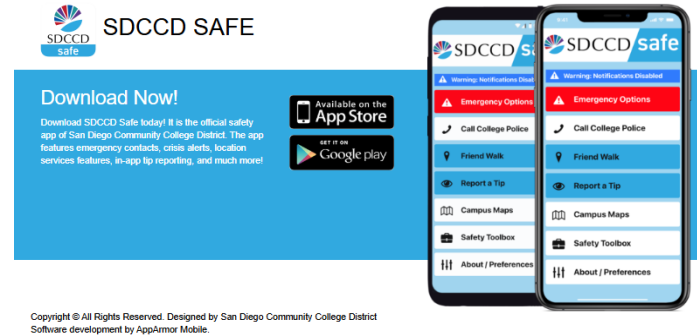 SDCCD
safe
SDCCD SAFE
Download Now!
Download SDCCD Safe today! It is the official safety
app of San Diego Community College District. The app
features emergency contacts, crisis alerts, location
services features, in-app tip reporting, and much more!
Available on the
App Store
GET IT ON
Google play
SDCCD sa
Warning: Notifications Disab
Emergency Options
Call College Police
Friend Walk
Report a Tip
Campus Maps
Safety Toolbox
About / Preferences
SDCCD safe
Warning: Notifications Disabled
Emergency Options
Call College Police
Friend Walk
Report a Tip
Campus Maps
Safety Toolbox
About / Preferences
Copyright © All Rights Reserved. Designed by San Diego Community College District
Software development by AppArmor Mobile.